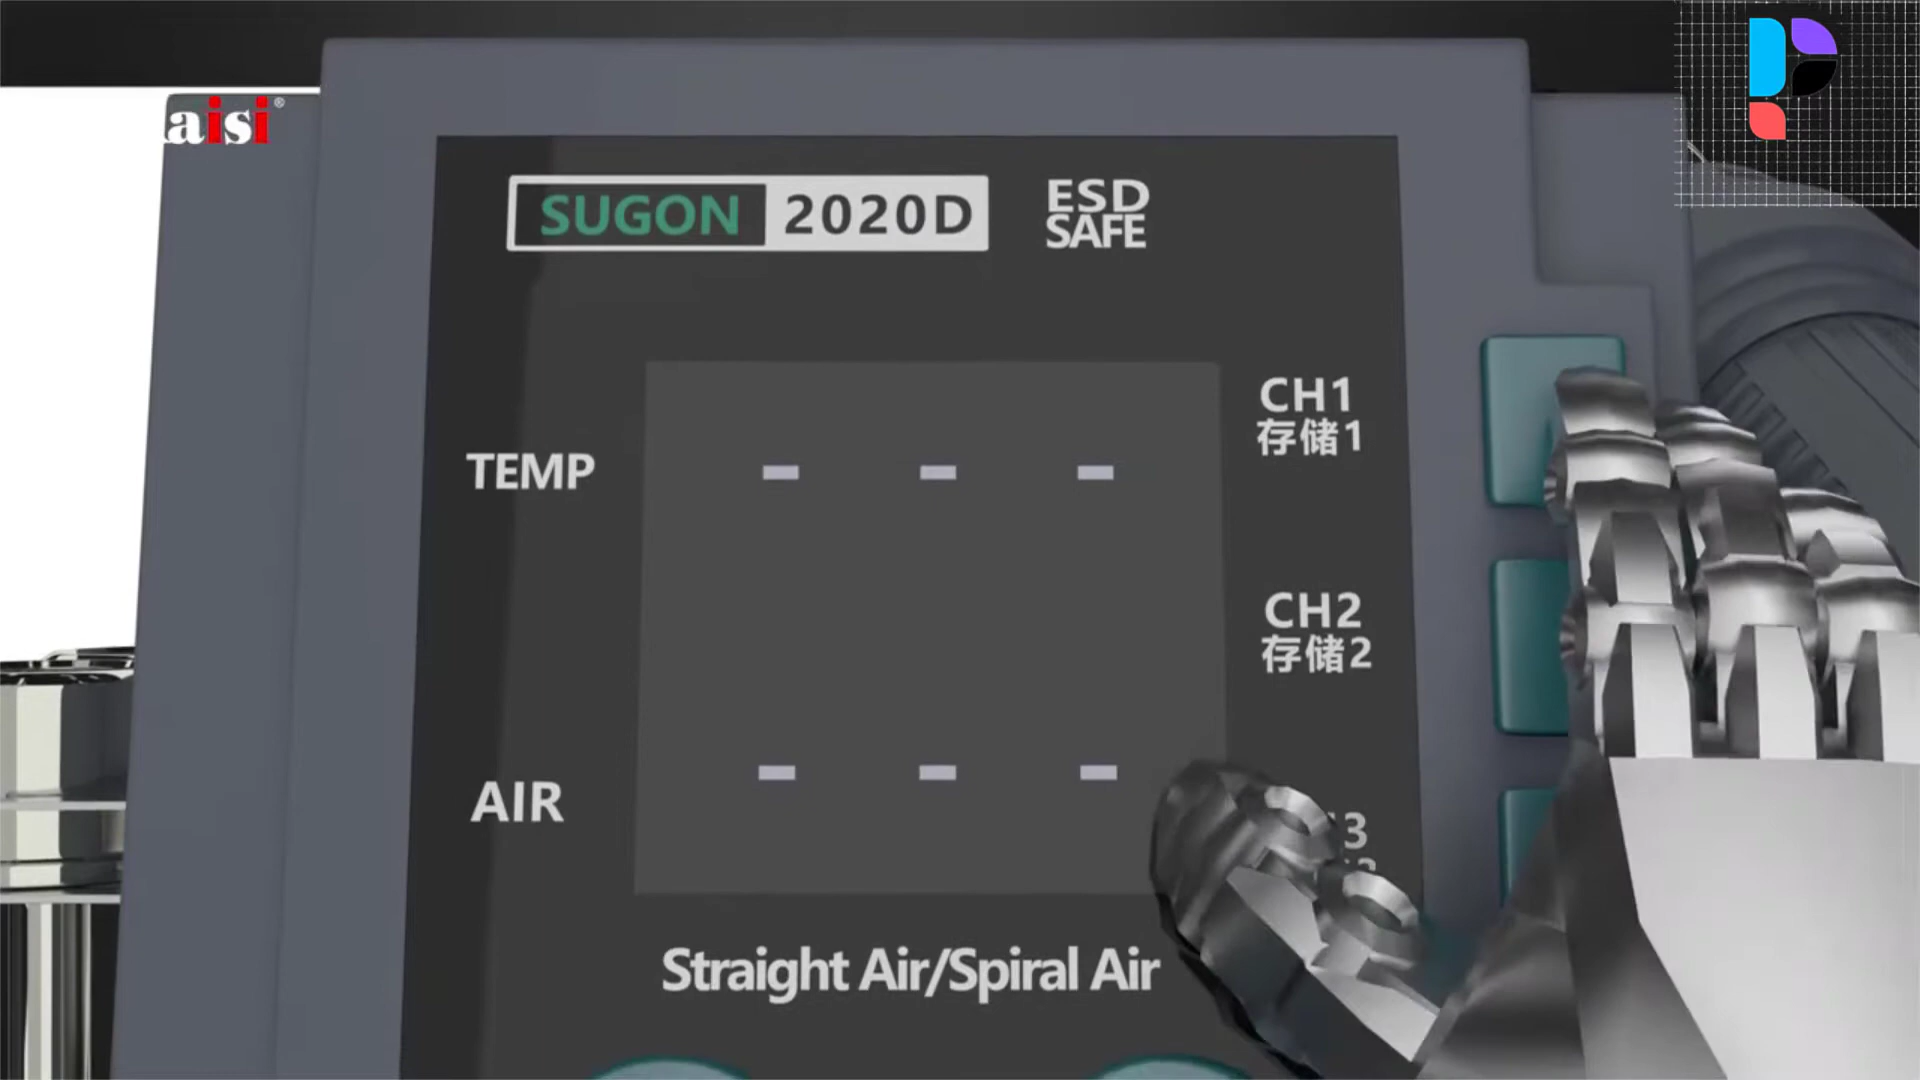 aisi®
SUGON 2020D
ESD
SAFE
CH1
存储1
TEMP
- - -
CH2
存储2
AIR
- - -
3
Straight Air/Spiral Air